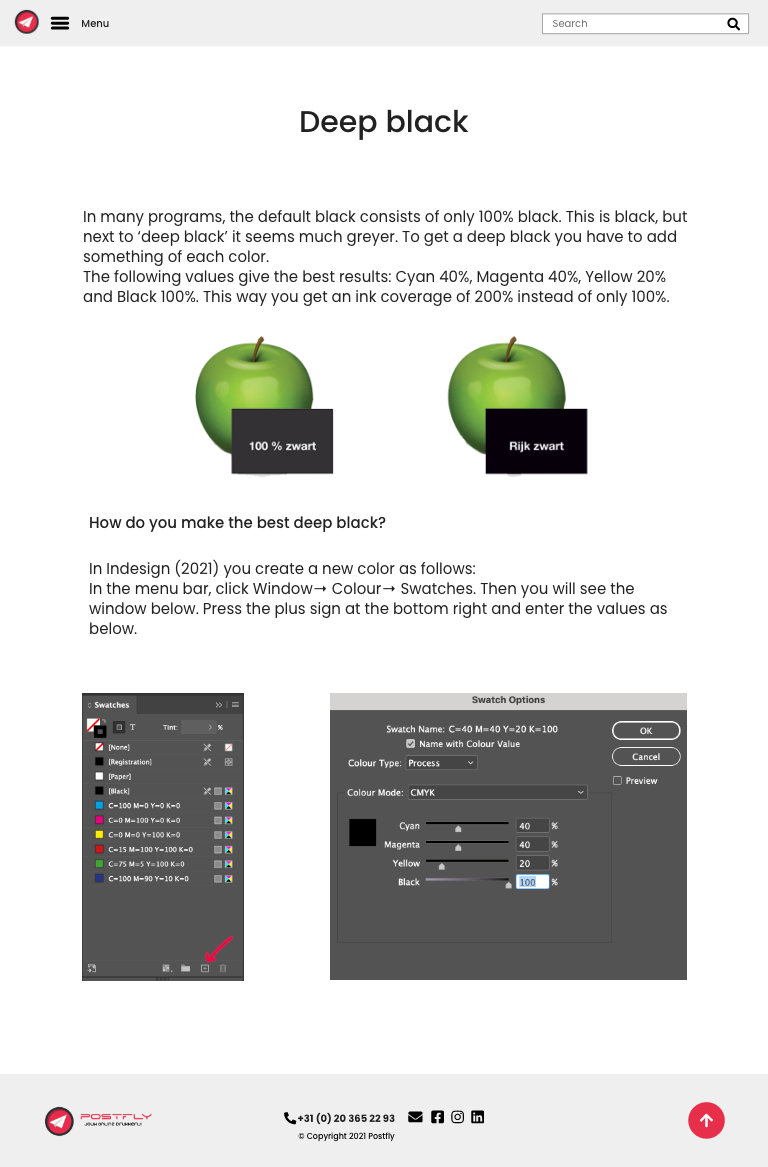 Menu
Search
Deep black
In many programs, the default black consists of only 100% black. This is black, but
next to ‘deep black’ it seems much greyer. To get a deep black you have to add
something of each color.
The following values give the best results: Cyan 40%, Magenta 40%, Yellow 20%
and Black 100%. This way you get an ink coverage of 200% instead of only 100%.
100 % zwart
Rijk zwart
How do you make the best deep black?
In Indesign (2021) you create a new color as follows:
In the menu bar, click Window→ Colour→ Swatches. Then you will see the
window below. Press the plus sign at the bottom right and enter the values as
below.
Swatches
T
Tint:
%
[None]
[Registration]
[Paper]
[Black]
C=100 M=0 Y=0 K=0
C=0 M=100 Y=0 K=0
C=0 M=0 Y=100 K=0
C=15 M=100 Y=100 K=0
C=75 M=5 Y=100 K=0
C=100 M=90 Y=10 K=0
Swatch Options
Swatch Name: C=40 M=40 Y=20 K=100
Name with Colour Value
Colour Type: Process
Colour Mode: CMYK
Cyan 40 %
Magenta 40 %
Yellow 20 %
Black 100 %
OK
Cancel
Preview
POSTFLY
JOUW ONLINE DRUKKERIJ!
+31 (0) 20 365 22 93
© Copyright 2021 Postfly